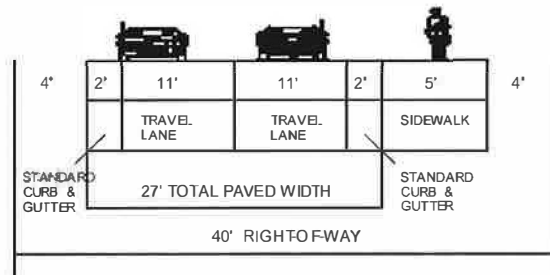 4' 2' 11' 11' 2' 5' 4'
TRAVEL
LANE
TRAVEL
LANE
SIDEWALK
STANDARD
CURB &
GUTTER
27' TOTAL PAVED WIDTH
STANDARD
CURB &
GUTTER
40' RIGHT-OF-WAY